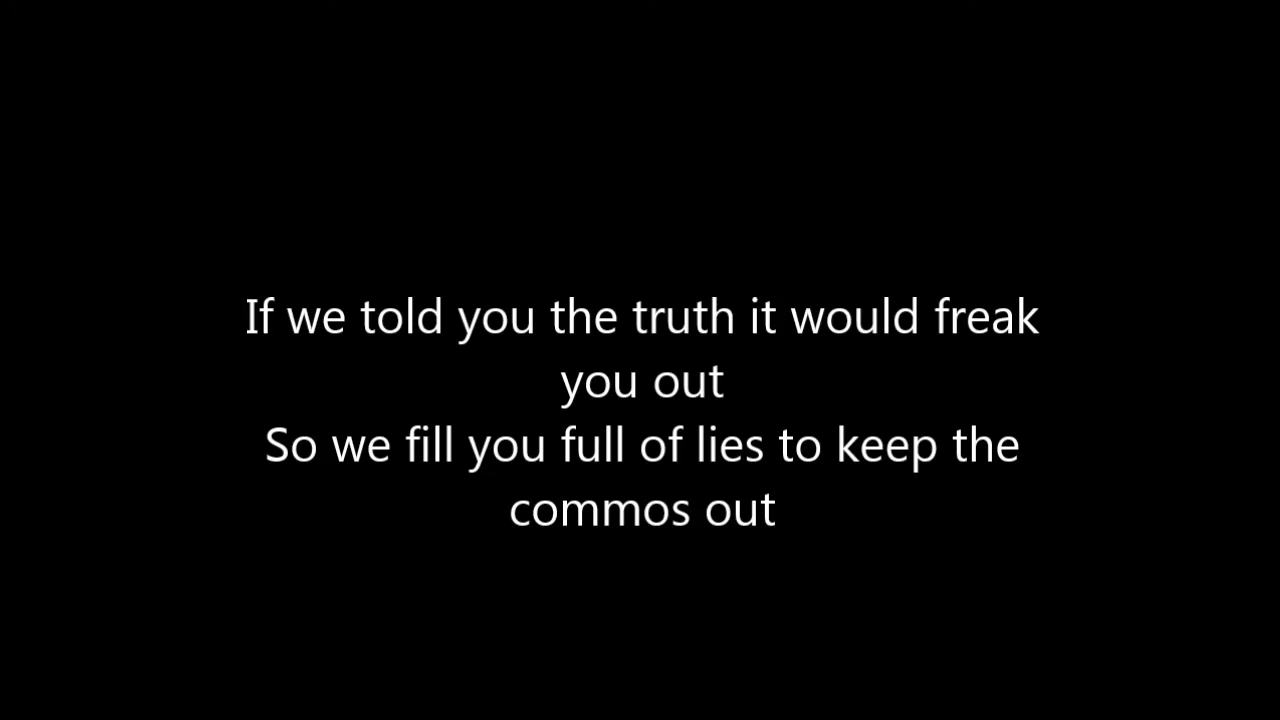 If we told you the truth it would freak
you out
So we fill you full of lies to keep the
commos out